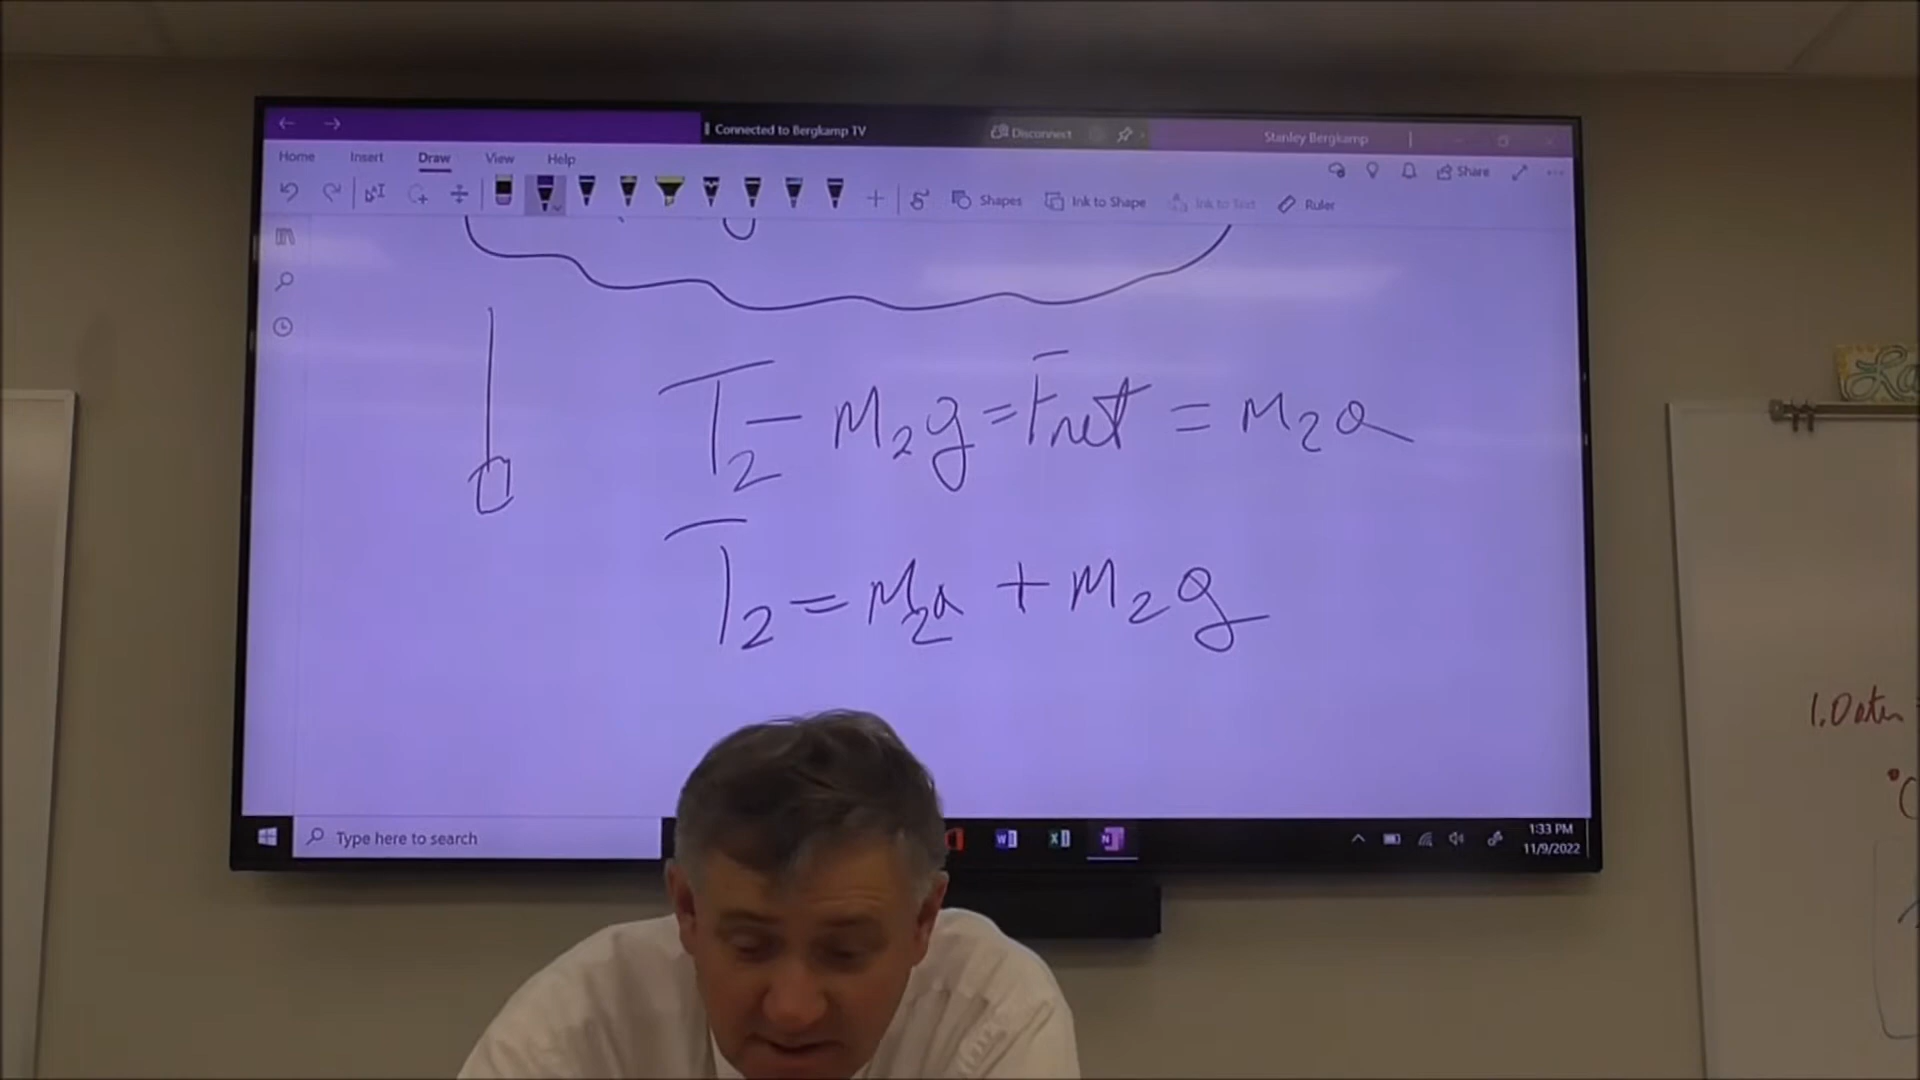 Connected to Bergkamp TV
Disconnect
Stanley Bergkamp
Home Insert Draw View Help
Share
Shapes Ink to Shape Ink to Text Ruler
T₂ - m₂g = Fnet = m₂a
T₂ = m₂a + m₂g
Type here to search
1:33 PM
11/9/2022